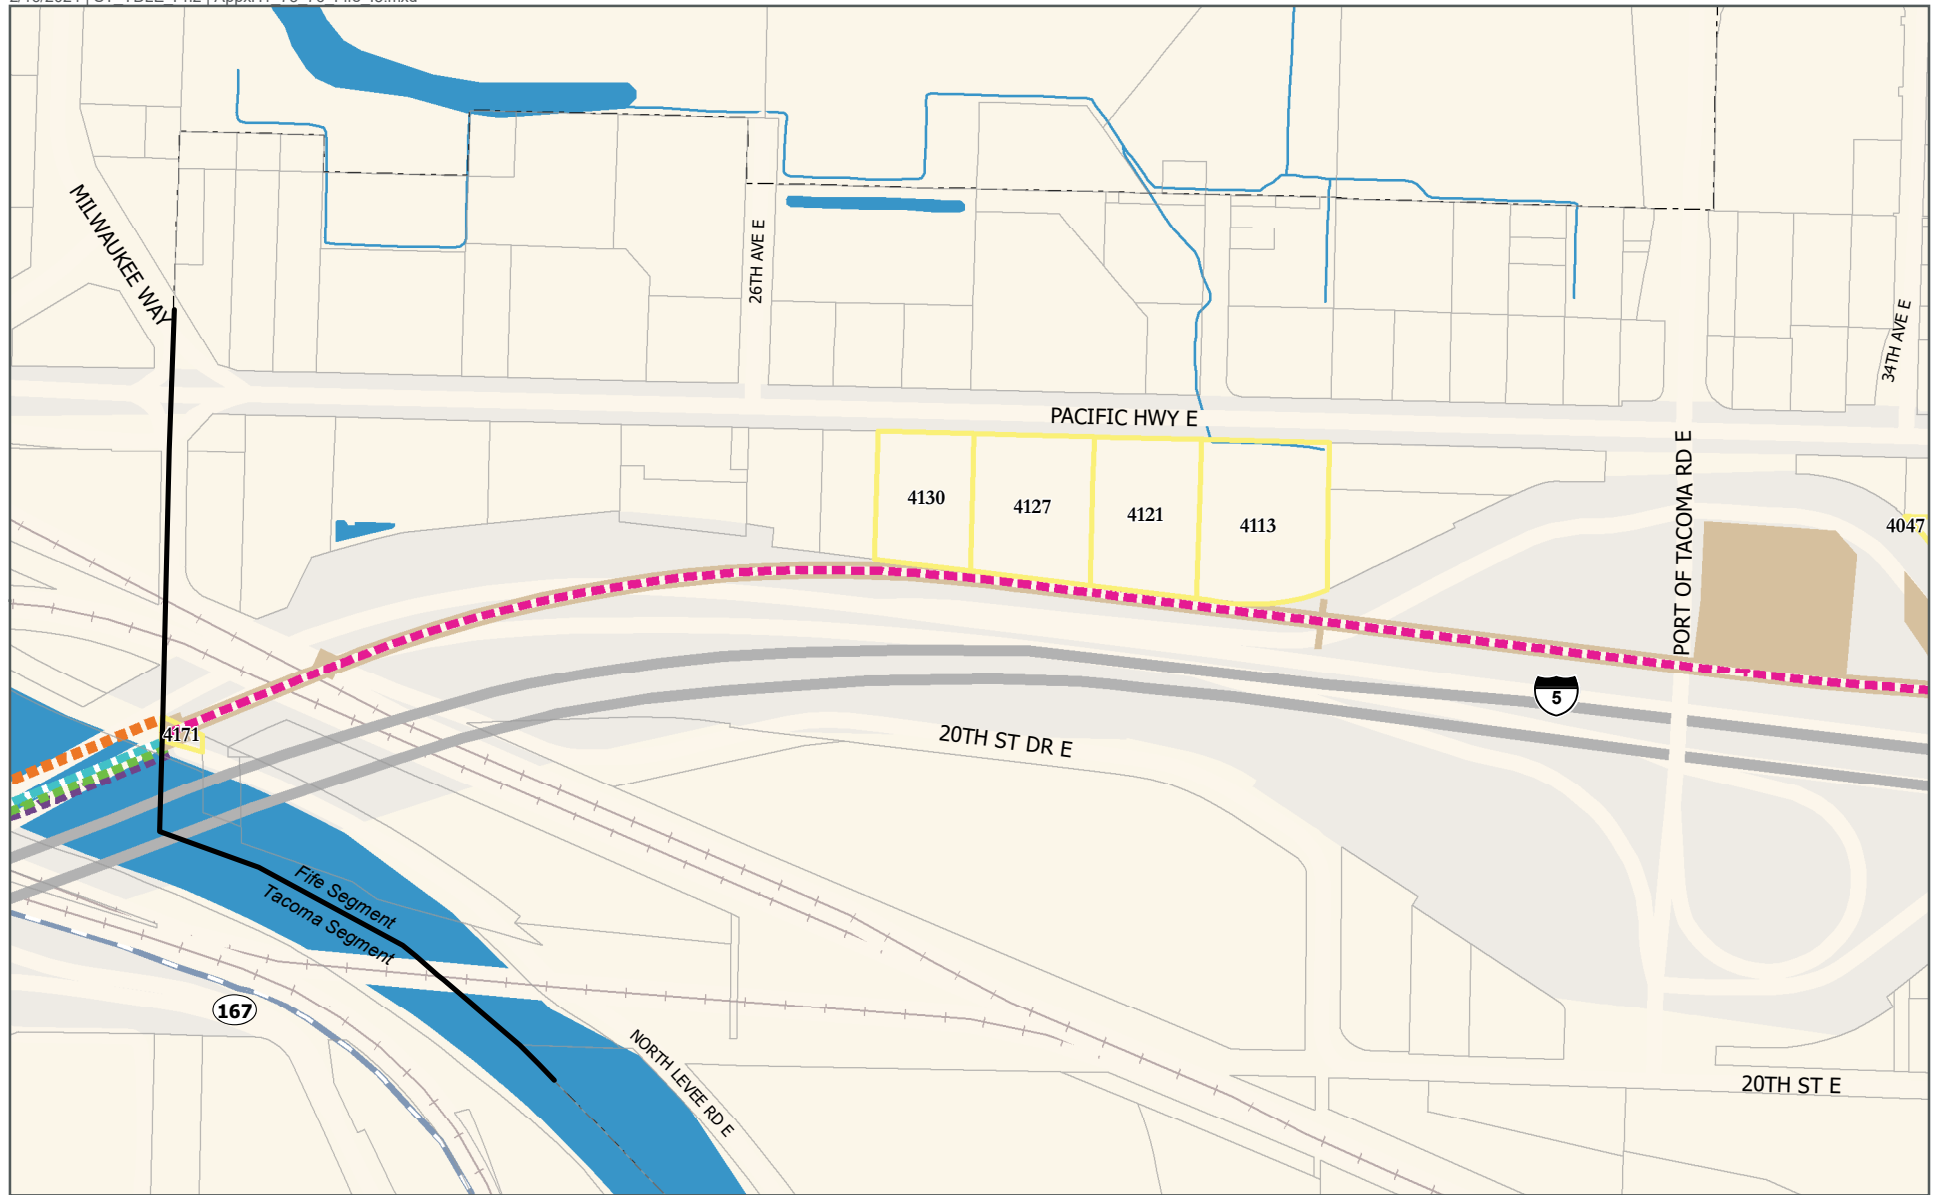 MILWAUKEE WAY
26TH AVE E
34TH AVE E
PACIFIC HWY E
PORT OF TACOMA RD E
4130
4127
4121
4113
4047
4171
5
20TH ST DR E
Fife Segment
Tacoma Segment
167
NORTH LEVEE RD E
20TH ST E